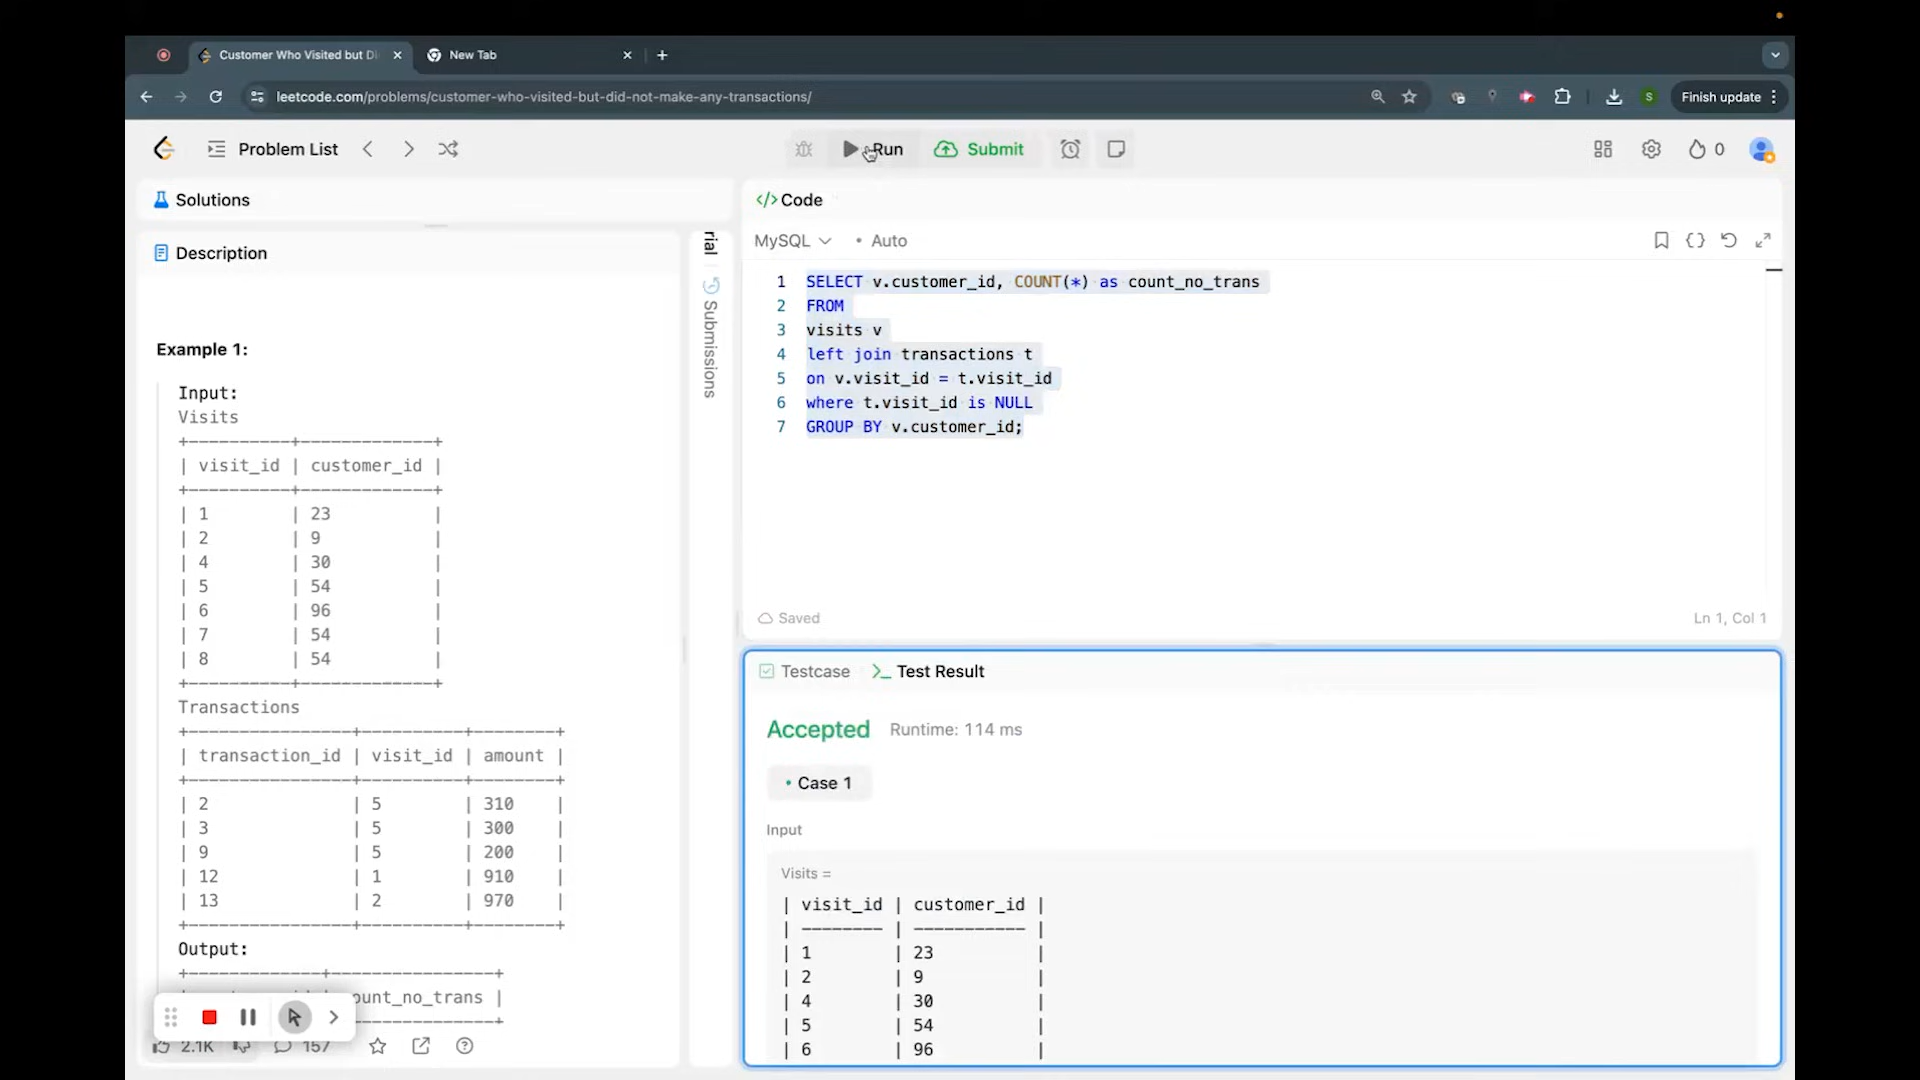 Customer Who Visited but Di
New Tab
leetcode.com/problems/customer-who-visited-but-did-not-make-any-transactions/
S
Finish update
Problem List
Run
Submit
0
Solutions
Description
Example 1:
Input:
Visits
+----------+-------------+
| visit_id | customer_id |
+----------+-------------+
| 1 | 23 |
| 2 | 9 |
| 4 | 30 |
| 5 | 54 |
| 6 | 96 |
| 7 | 54 |
| 8 | 54 |
+----------+-------------+
Transactions
+----------------+----------+--------+
| transaction_id | visit_id | amount |
+----------------+----------+--------+
| 2 | 5 | 310 |
| 3 | 5 | 300 |
| 9 | 5 | 200 |
| 12 | 1 | 910 |
| 13 | 2 | 970 |
+----------------+----------+--------+
Output:
+-------------+----------------+
ount_no_trans |
2.1K
157
rial
Submissions
</> Code
MySQL • Auto
1 SELECT v.customer_id, COUNT(*) as count_no_trans
2 FROM
3 visits v
4 left join transactions t
5 on v.visit_id = t.visit_id
6 where t.visit_id is NULL
7 GROUP BY v.customer_id;
Saved
Ln 1, Col 1
Testcase
>_ Test Result
Accepted Runtime: 114 ms
• Case 1
Input
Visits =
| visit_id | customer_id |
| -------- | ----------- |
| 1 | 23 |
| 2 | 9 |
| 4 | 30 |
| 5 | 54 |
| 6 | 96 |